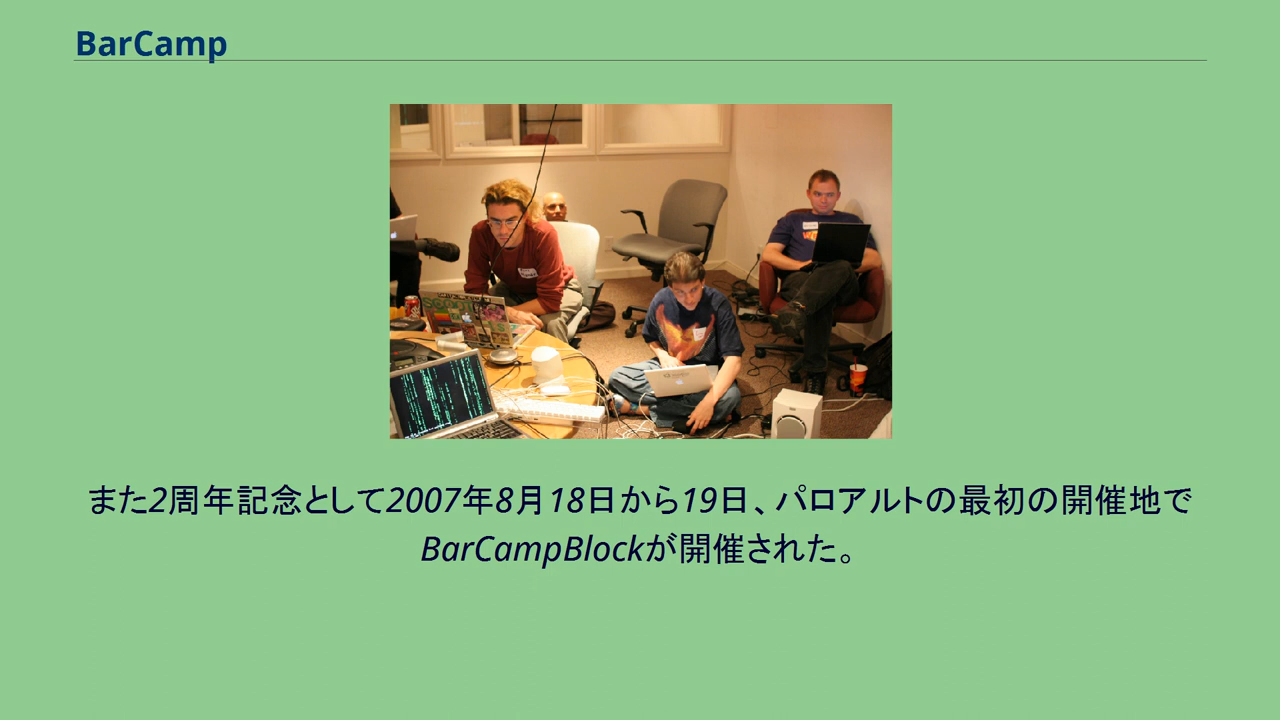 BarCamp
また2周年記念として2007年8月18日から19日、パロアルトの最初の開催地で
BarCampBlockが開催された。